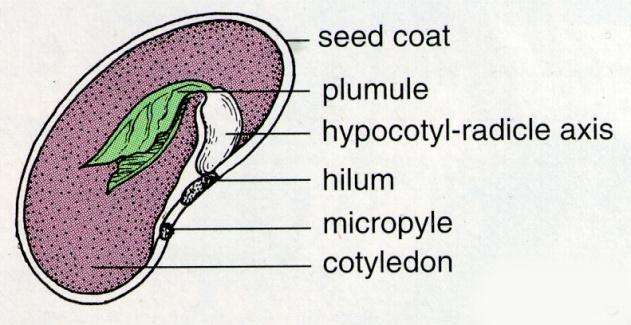 seed coat
plumule
hypocotyl-radicle axis
hilum
micropyle
cotyledon